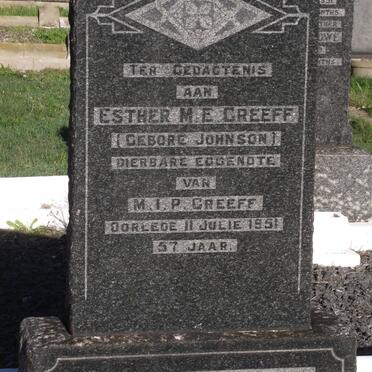 TER GEDAGTENIS
AAN
ESTHER M. E. GREEFF
(GEBORE JOHNSON)
DIERBARE EGGENOTE
VAN
M. I. P. GREEFF
OORLEDE 11 JULIE 1951
57 JAAR.